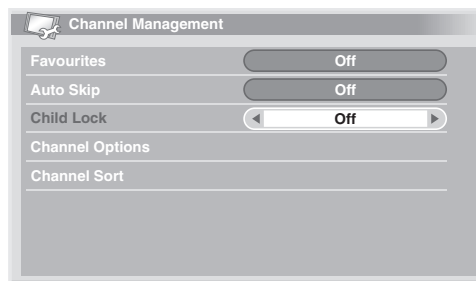 Channel Management
Favourites Off
Auto Skip Off
Child Lock Off
Channel Options
Channel Sort